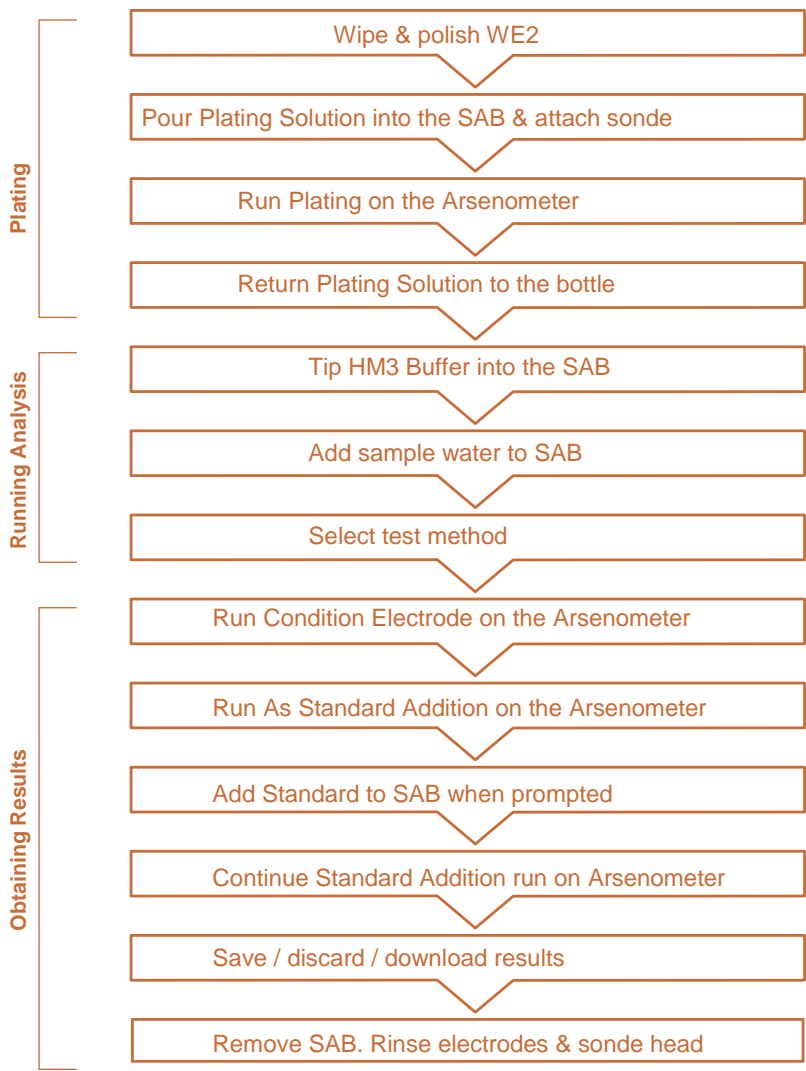 Plating
Wipe & polish WE2
Pour Plating Solution into the SAB & attach sonde
Run Plating on the Arsenometer
Return Plating Solution to the bottle
Running Analysis
Tip HM3 Buffer into the SAB
Add sample water to SAB
Select test method
Obtaining Results
Run Condition Electrode on the Arsenometer
Run As Standard Addition on the Arsenometer
Add Standard to SAB when prompted
Continue Standard Addition run on Arsenometer
Save / discard / download results
Remove SAB. Rinse electrodes & sonde head